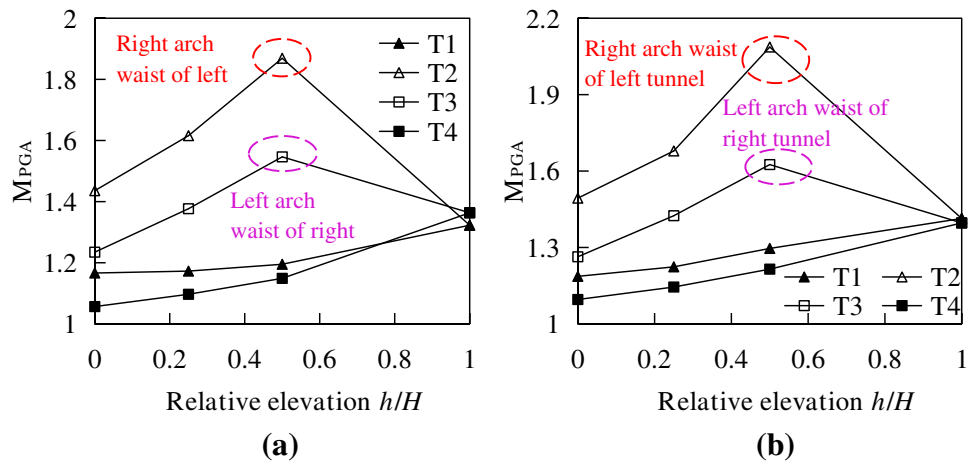 2
1.8
1.6
1.4
1.2
1
MPGA
Right arch
waist of left
T1
T2
T3
T4
Left arch
waist of right
0
0.2
0.4
0.6
0.8
1
Relative elevation h/H
(a)
2.2
1.9
1.6
1.3
1
MPGA
Right arch waist
of left tunnel
Left arch waist of
right tunnel
T1
T2
T3
T4
0
0.2
0.4
0.6
0.8
1
Relative elevation h/H
(b)